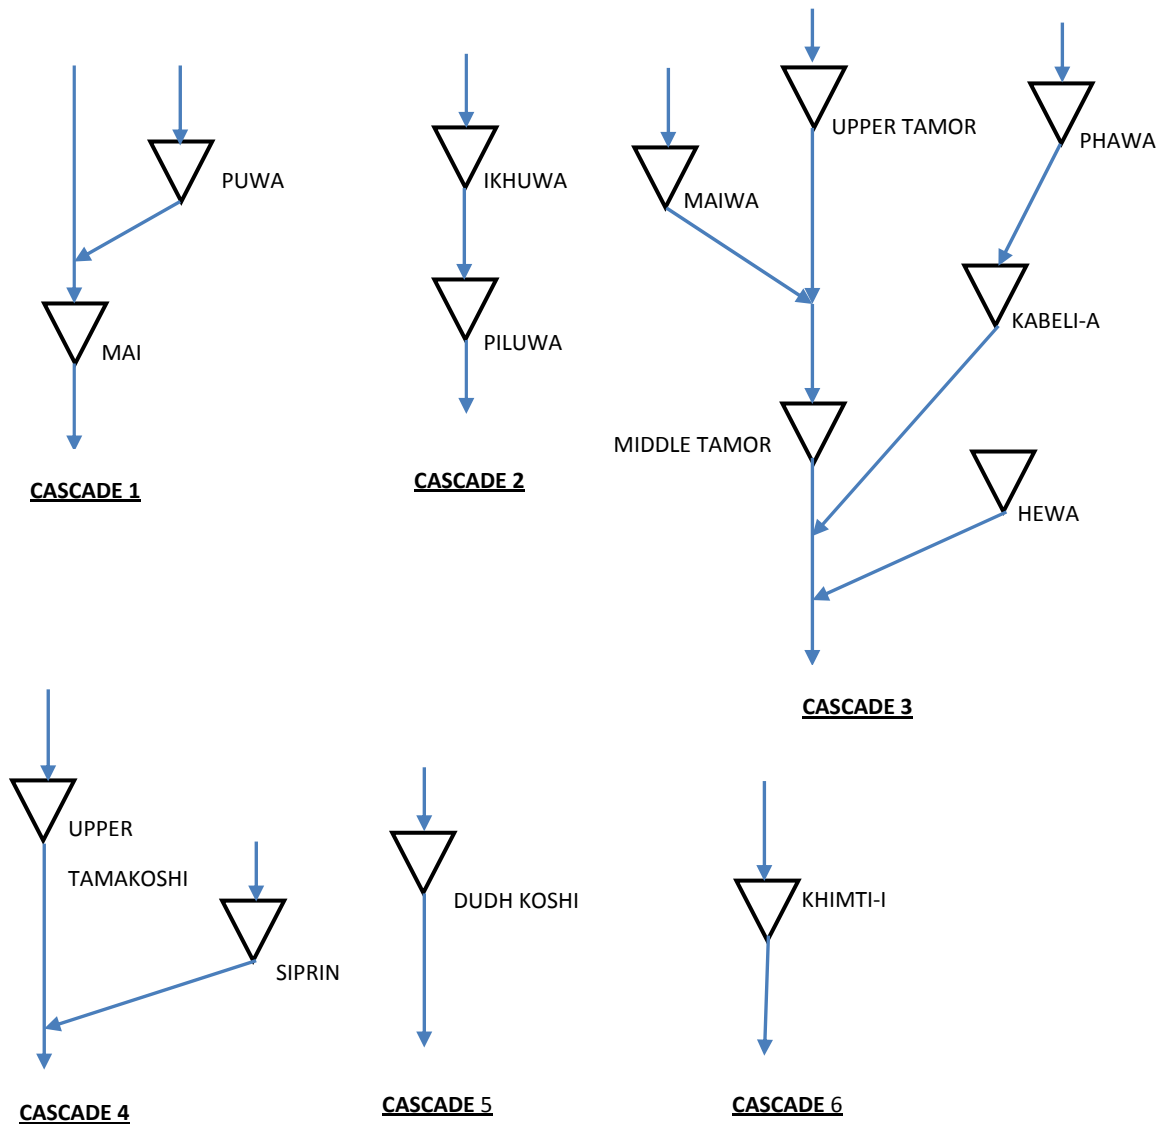 PUWA
MAI
CASCADE 1
IKHUWA
PILUWA
CASCADE 2
UPPER TAMOR
PHAWA
MAIWA
KABELI-A
MIDDLE TAMOR
HEWA
CASCADE 3
UPPER
TAMAKOSHI
SIPRIN
CASCADE 4
DUDH KOSHI
CASCADE 5
KHIMTI-I
CASCADE 6